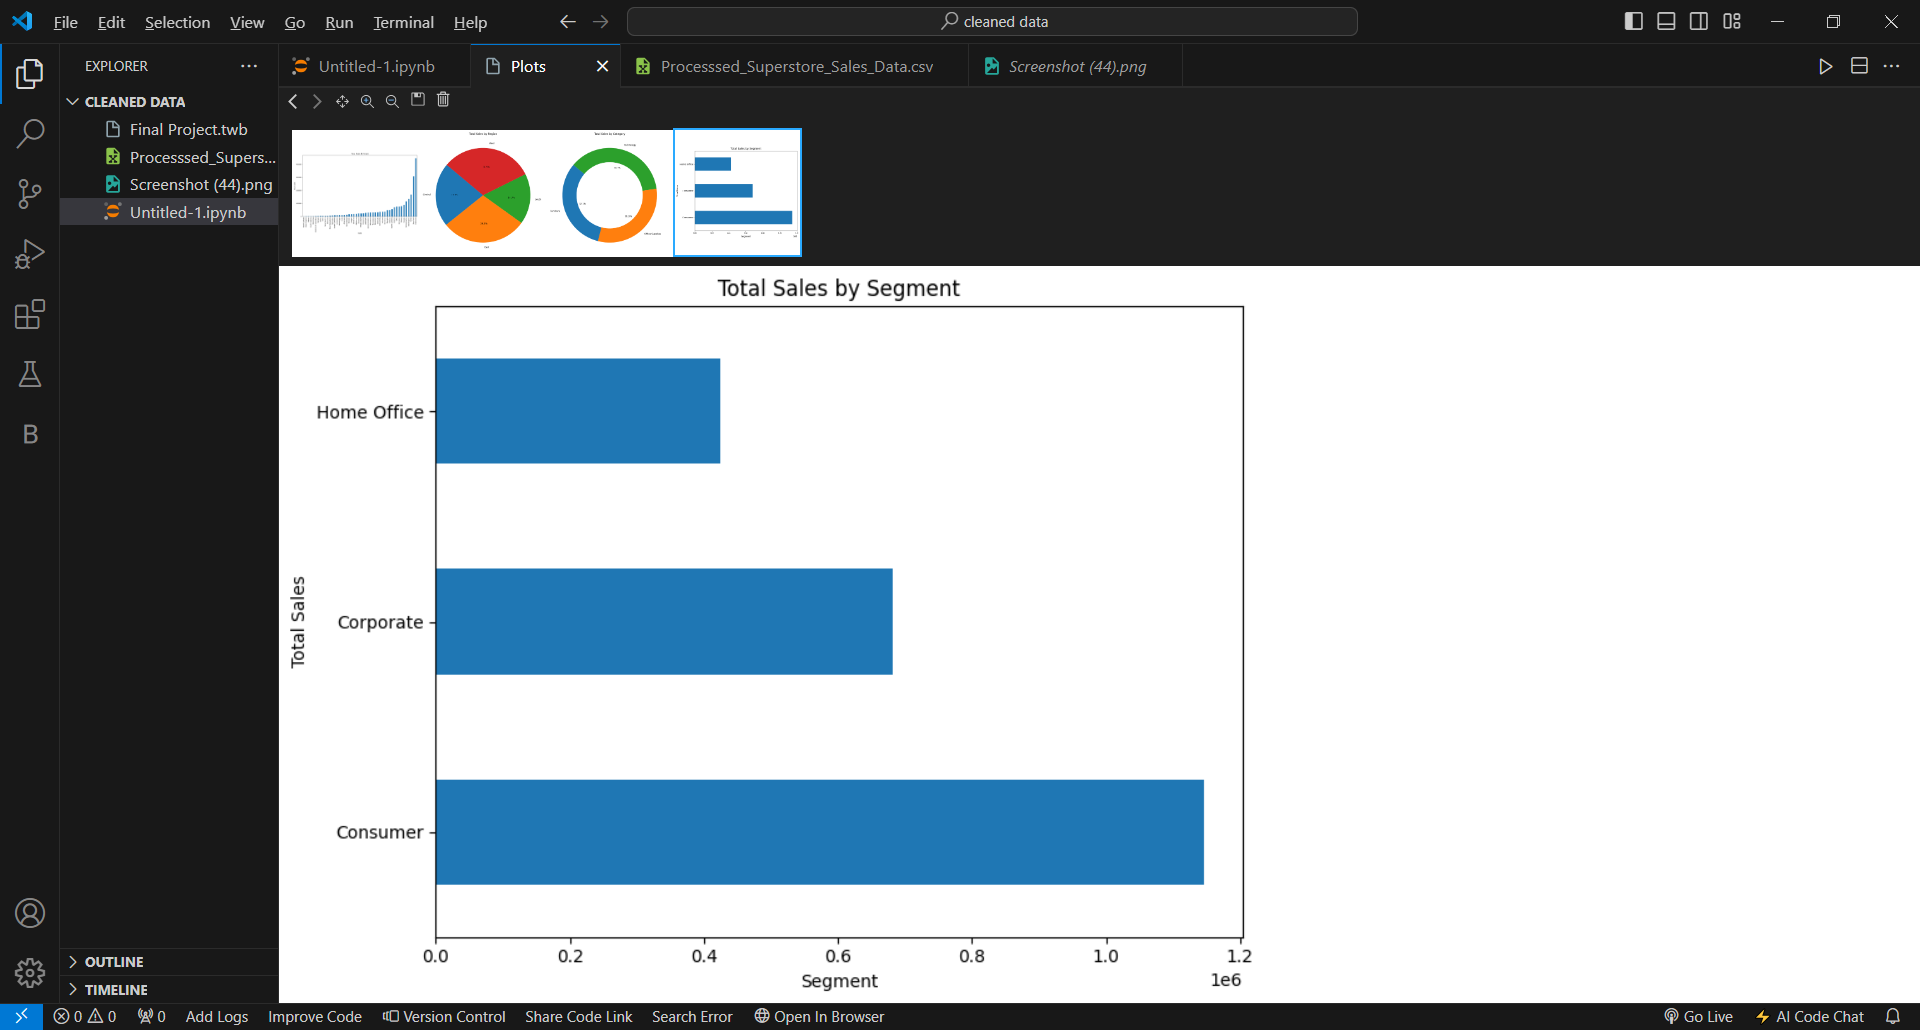 File Edit Selection View Go Run Terminal Help
cleaned data
EXPLORER
Untitled-1.ipynb
Plots
Processsed_Superstore_Sales_Data.csv
Screenshot (44).png
CLEANED DATA
Final Project.twb
Processsed_Supers...
Screenshot (44).png
Untitled-1.ipynb
Total Sales by Segment
Home Office
Corporate
Consumer
Total Sales
0.0 0.2 0.4 0.6 0.8 1.0 1.2
Segment
1e6
B
OUTLINE
TIMELINE
0 0 0 Add Logs Improve Code Version Control Share Code Link Search Error Open In Browser Go Live AI Code Chat